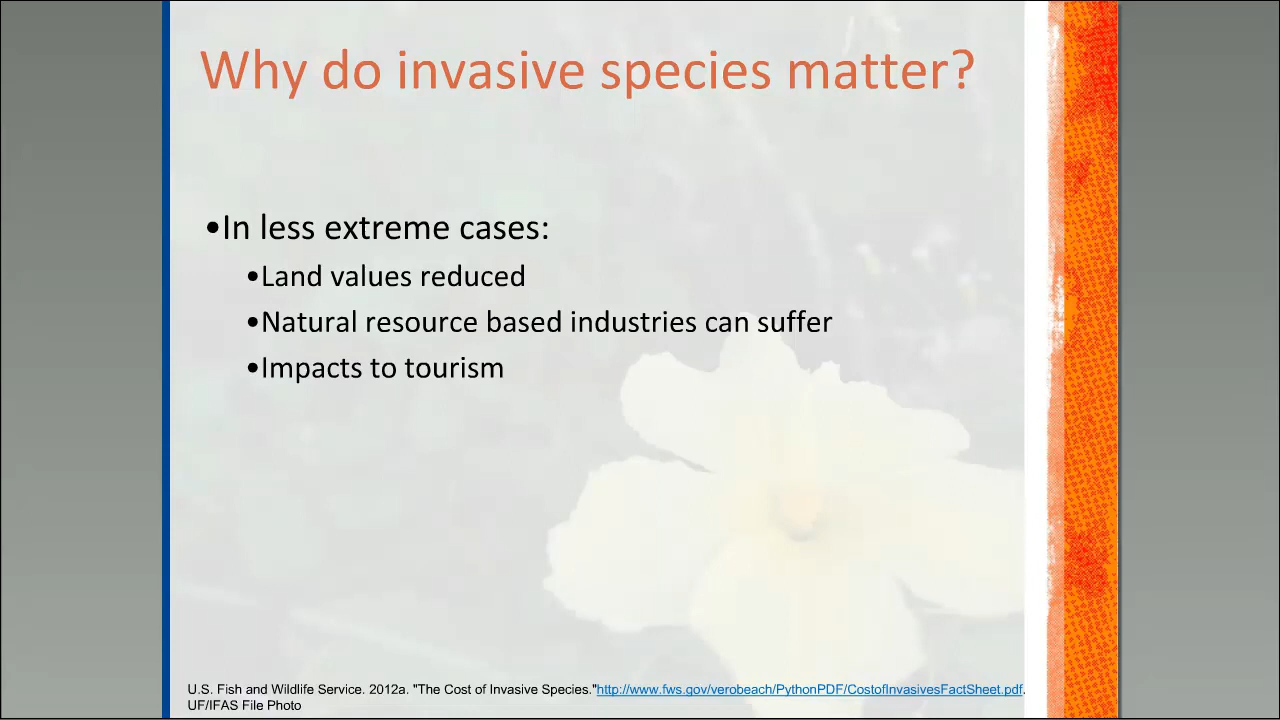 Why do invasive species matter?
•In less extreme cases:
•Land values reduced
•Natural resource based industries can suffer
•Impacts to tourism
U.S. Fish and Wildlife Service. 2012a. "The Cost of Invasive Species."http://www.fws.gov/verobeach/PythonPDF/CostofInvasivesFactSheet.pdf.
UF/IFAS File Photo